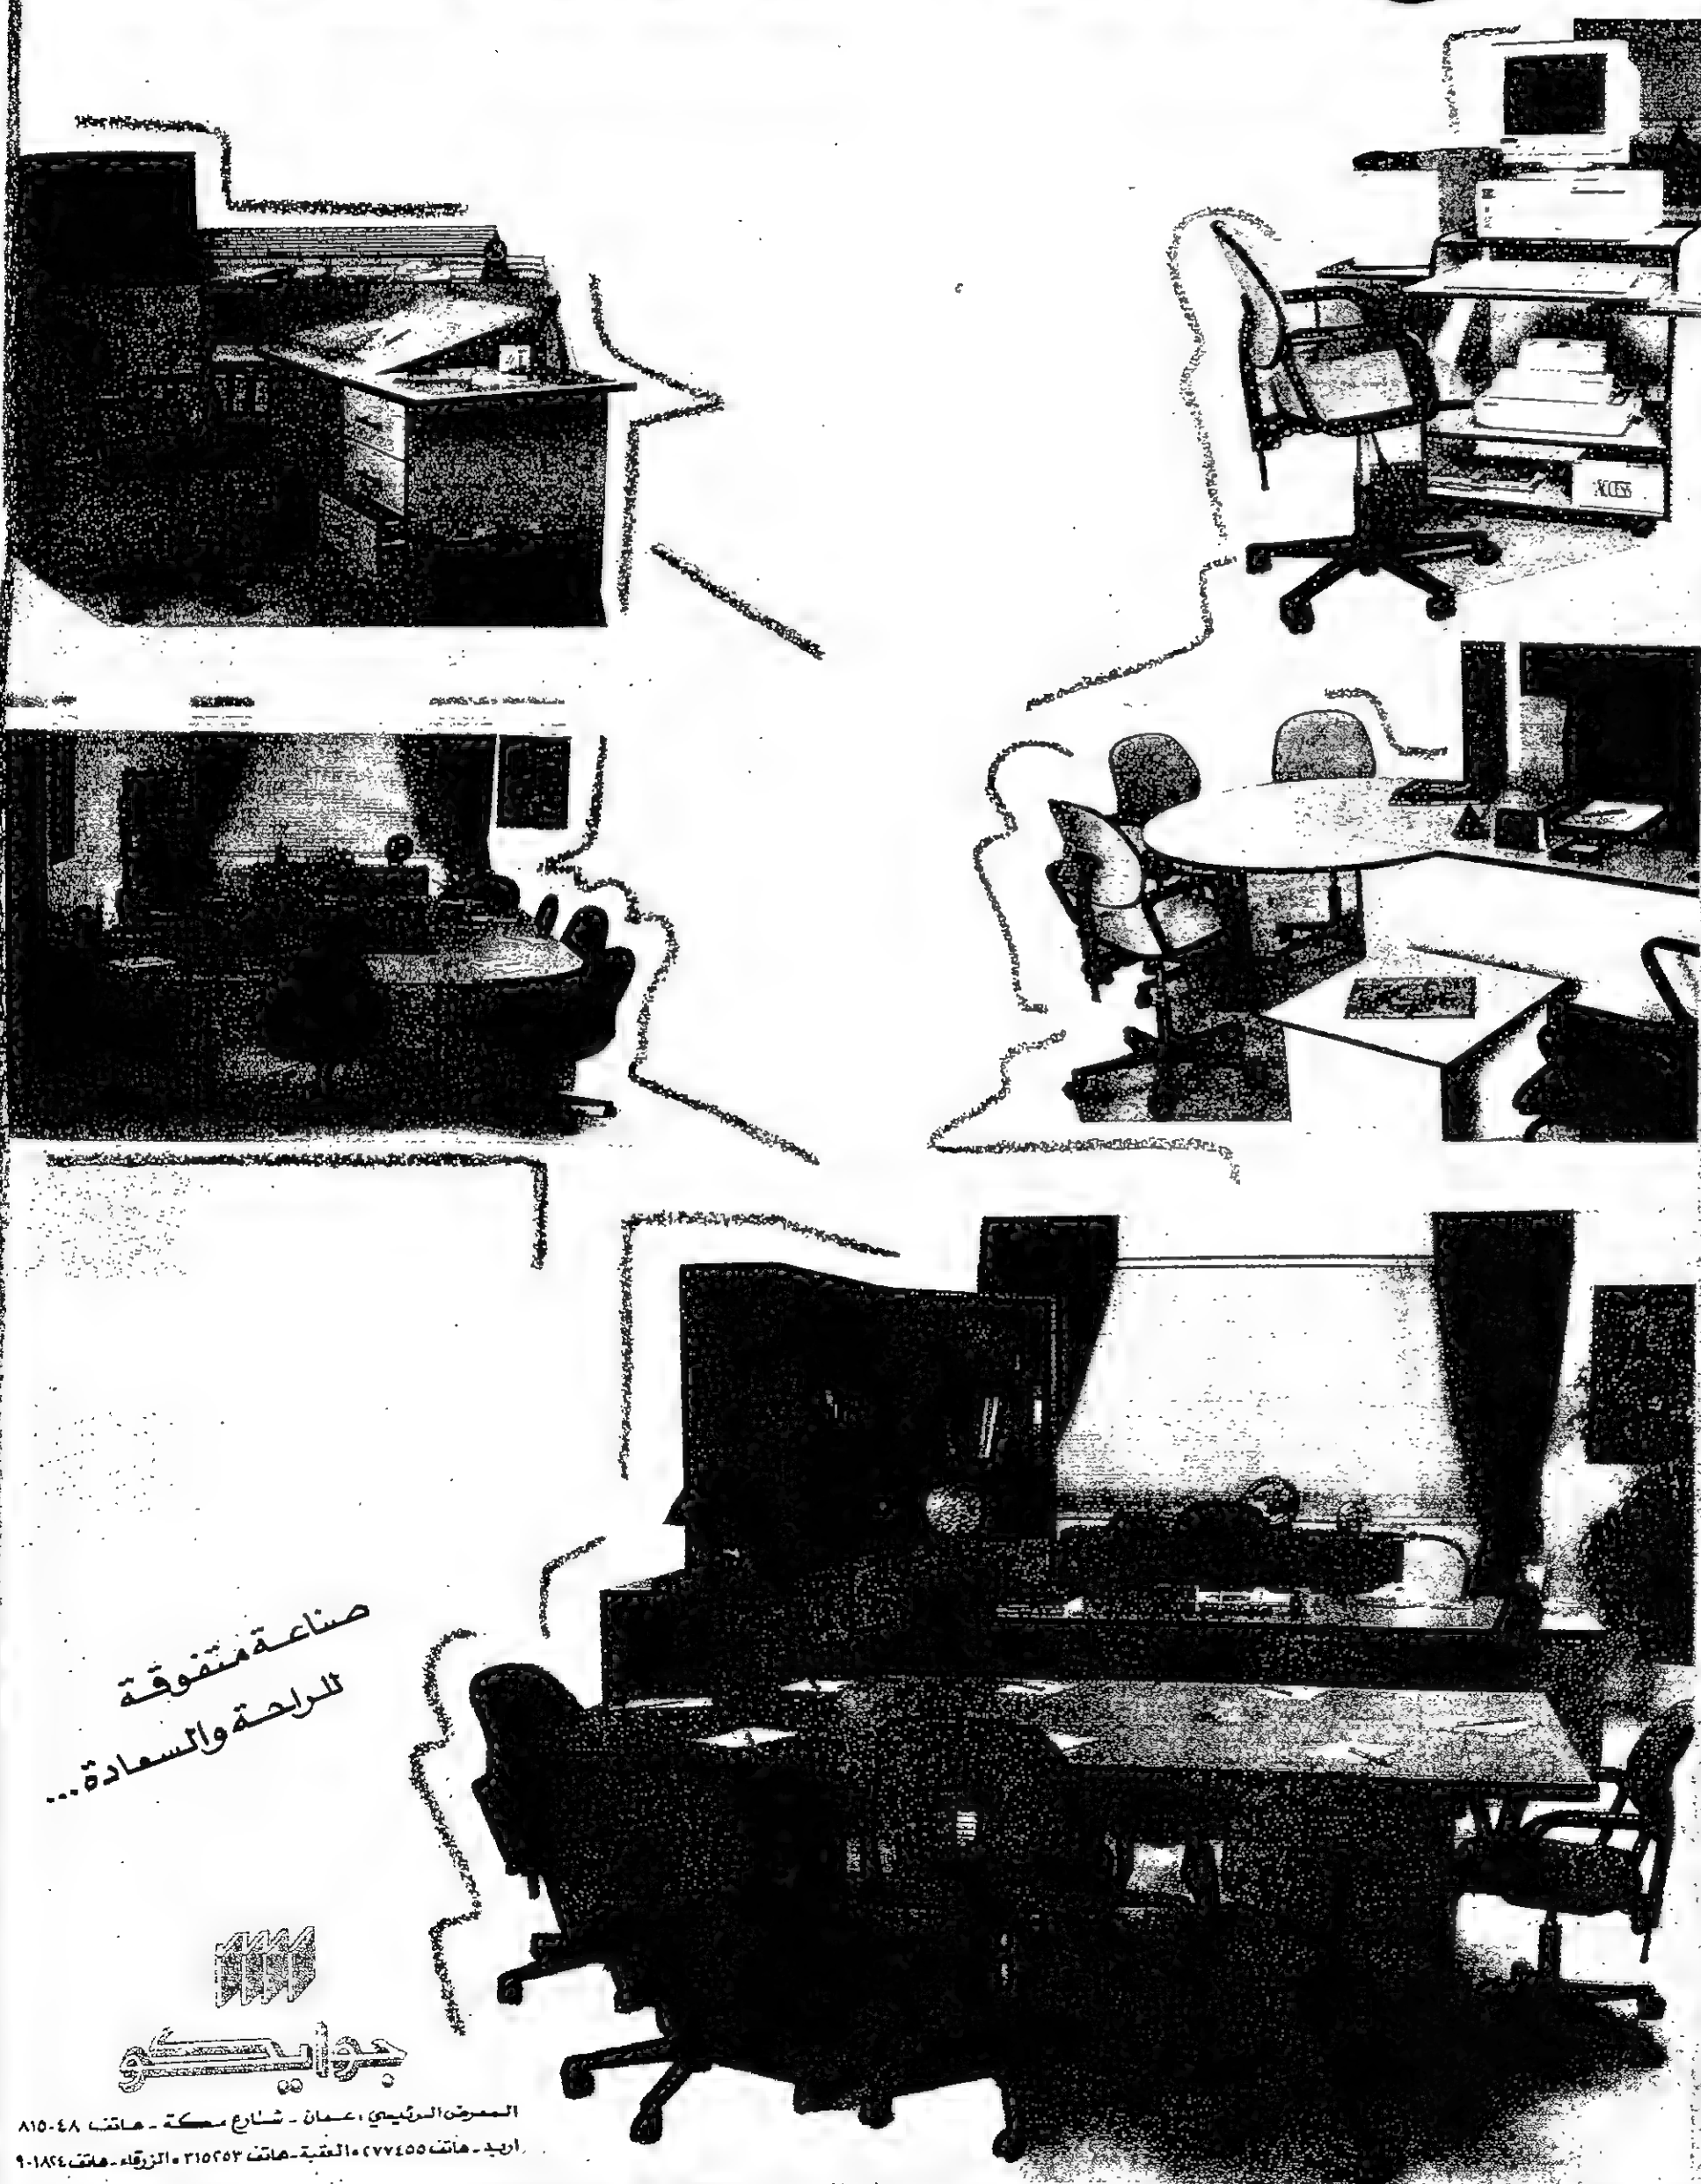 ACCESS
صناعة متفوقة
للراحة والسعادة...
جوايكو
المعرض الرئيسي: عمان - شارع مكة - هاتف ٨١٥٠٤٨
اربد - هاتف ٢٧٧٤٥٥ • العقبة - هاتف ٣١٥٢٥٣ • الزرقاء - هاتف ٩٠١٨٢٤